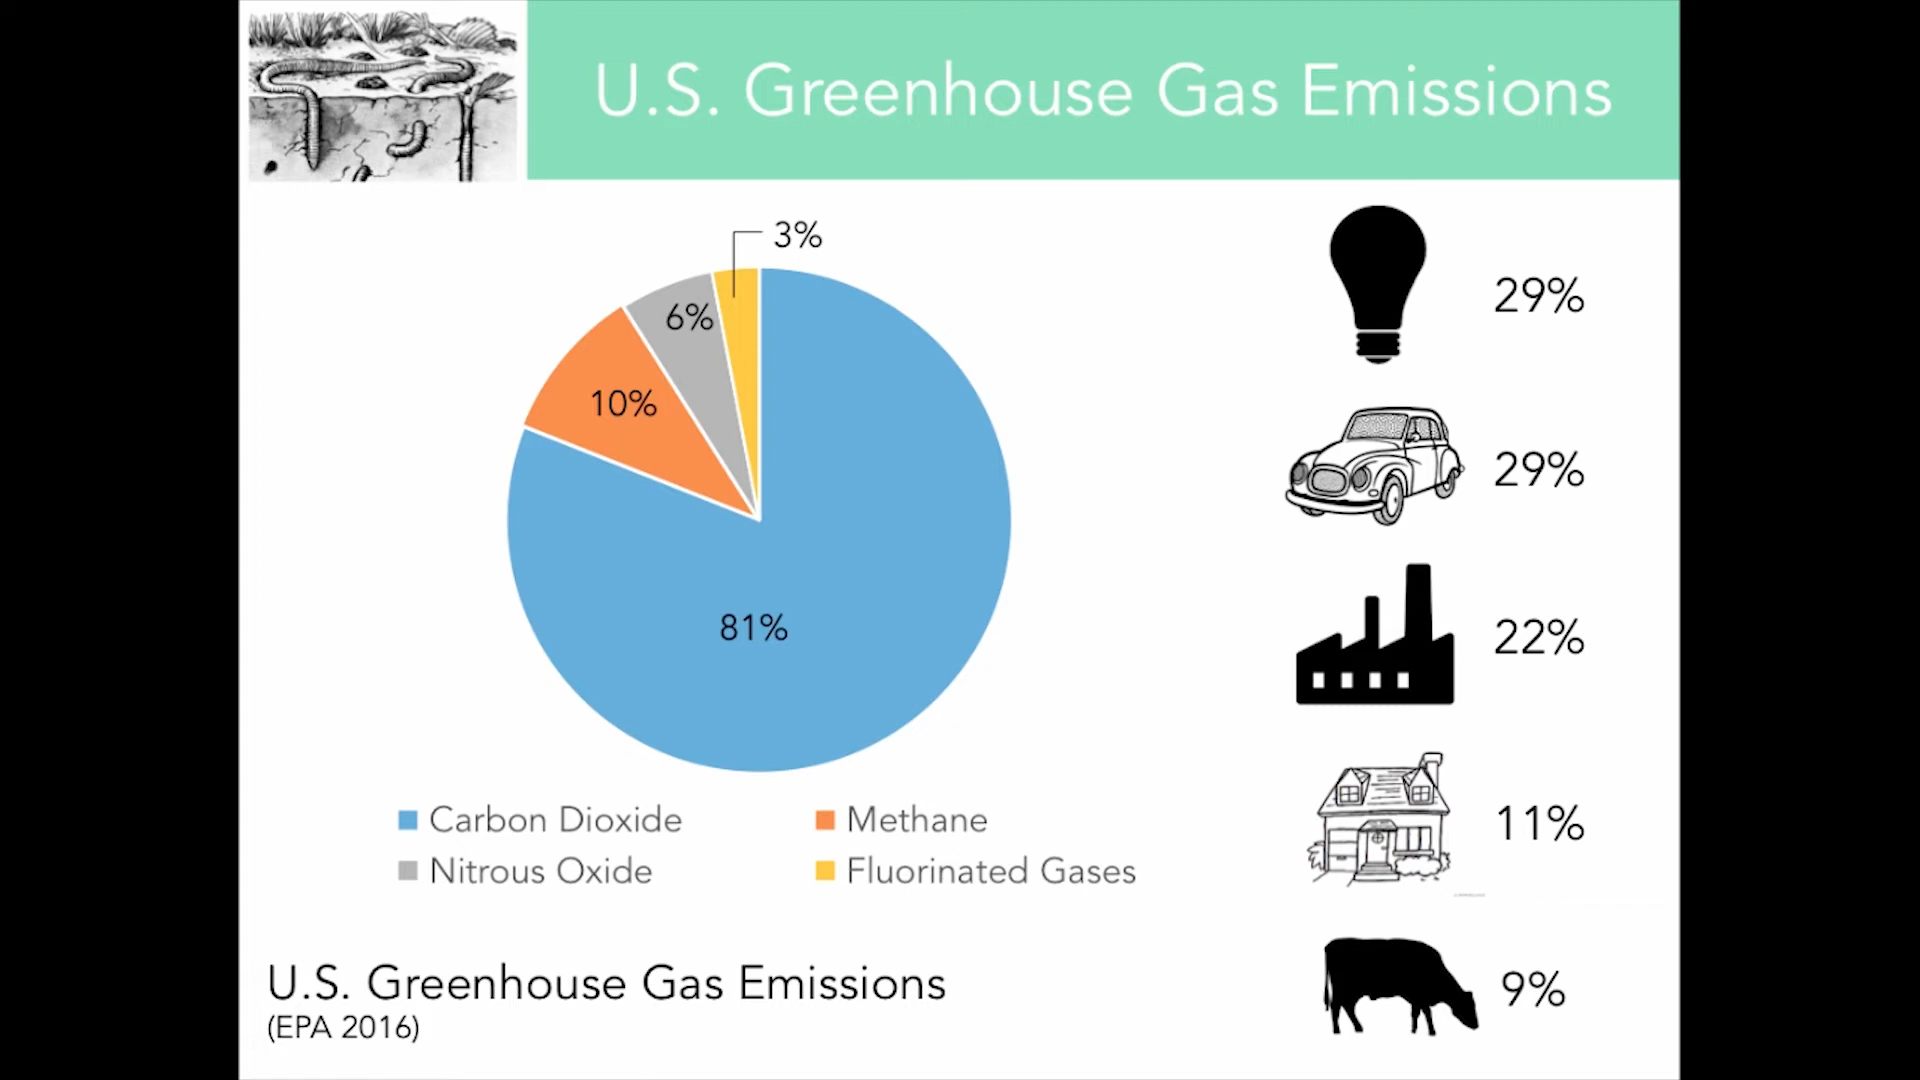 U.S. Greenhouse Gas Emissions
3%
6%
10%
81%
Carbon Dioxide
Methane
Nitrous Oxide
Fluorinated Gases
U.S. Greenhouse Gas Emissions
(EPA 2016)
29%
29%
22%
11%
9%